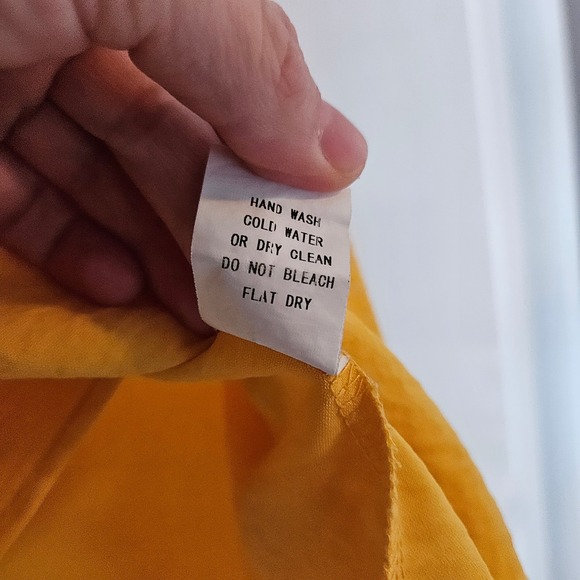 HAND WASH
COLD WATER
OR DRY CLEAN
DO NOT BLEACH
FLAT DRY